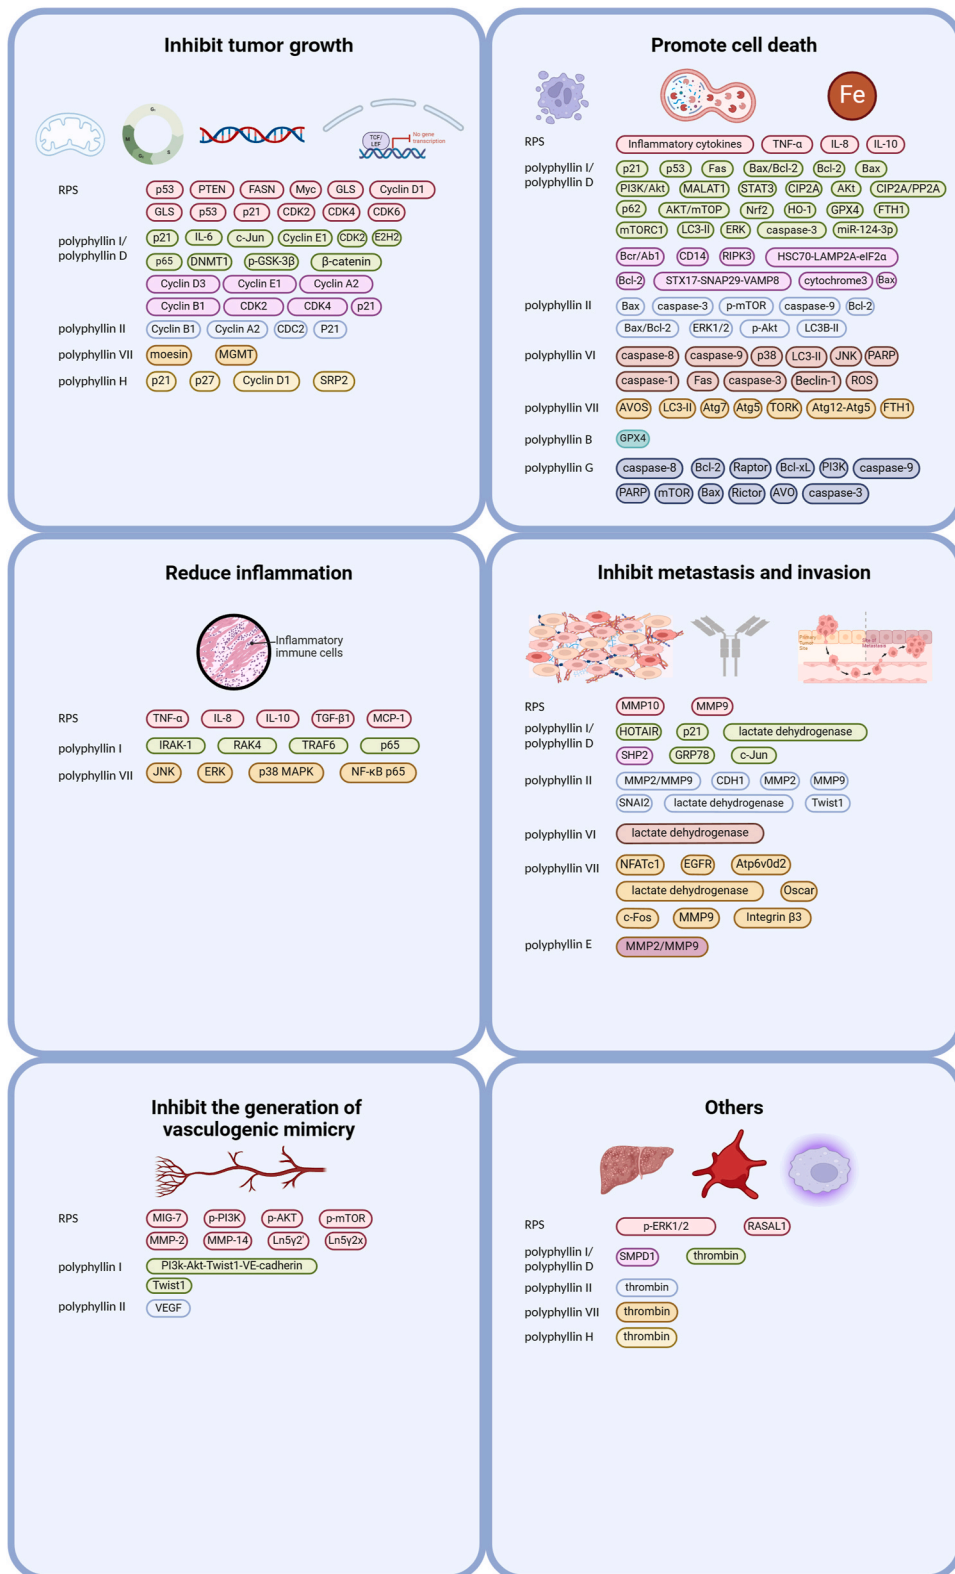 Inhibit tumor growth
TCF/
LEF
No gene
transcription
RPS
p53 PTEN FASN Myc GLS Cyclin D1
GLS p53 p21 CDK2 CDK4 CDK6
polyphyllin I/
polyphyllin D
p21 IL-6 c-Jun Cyclin E1 CDK2 E2H2
p65 DNMT1 p-GSK-3β β-catenin
Cyclin D3 Cyclin E1 Cyclin A2
Cyclin B1 CDK2 CDK4 p21
polyphyllin II Cyclin B1 Cyclin A2 CDC2 P21
polyphyllin VII moesin MGMT
polyphyllin H p21 p27 Cyclin D1 SRP2
Promote cell death
Fe
RPS Inflammatory cytokines TNF-α IL-8 IL-10
polyphyllin I/
polyphyllin D
p21 p53 Fas Bax/Bcl-2 Bcl-2 Bax
PI3K/Akt MALAT1 STAT3 CIP2A AKt CIP2A/PP2A
p62 AKT/mTOP Nrf2 HO-1 GPX4 FTH1
mTORC1 LC3-II ERK caspase-3 miR-124-3p
Bcr/Ab1 CD14 RIPK3 HSC70-LAMP2A-eIF2α
Bcl-2 STX17-SNAP29-VAMP8 cytochrome3 Bax
polyphyllin II Bax caspase-3 p-mTOR caspase-9 Bcl-2
Bax/Bcl-2 ERK1/2 p-Akt LC3B-II
polyphyllin VI caspase-8 caspase-9 p38 LC3-II JNK PARP
caspase-1 Fas caspase-3 Beclin-1 ROS
polyphyllin VII AVOS LC3-II Atg7 Atg5 TORK Atg12-Atg5 FTH1
polyphyllin B GPX4
polyphyllin G caspase-8 Bcl-2 Raptor Bcl-xL PI3K caspase-9
PARP mTOR Bax Rictor AVO caspase-3
Reduce inflammation
Inflammatory
immune cells
RPS TNF-α IL-8 IL-10 TGF-β1 MCP-1
polyphyllin I IRAK-1 RAK4 TRAF6 p65
polyphyllin VII JNK ERK p38 MAPK NF-κB p65
Inhibit metastasis and invasion
Tumor
Site
Metastasis
RPS MMP10 MMP9
polyphyllin I/
polyphyllin D
HOTAIR p21 lactate dehydrogenase
SHP2 GRP78 c-Jun
polyphyllin II MMP2/MMP9 CDH1 MMP2 MMP9
SNAI2 lactate dehydrogenase Twist1
polyphyllin VI lactate dehydrogenase
polyphyllin VII NFATc1 EGFR Atp6v0d2
lactate dehydrogenase Oscar
c-Fos MMP9 Integrin β3
polyphyllin E MMP2/MMP9
Inhibit the generation of
vasculogenic mimicry
RPS MIG-7 p-PI3K p-AKT p-mTOR
MMP-2 MMP-14 Ln5γ2' Ln5γ2x
polyphyllin I PI3k-Akt-Twist1-VE-cadherin
Twist1
polyphyllin II VEGF
Others
RPS p-ERK1/2 RASAL1
polyphyllin I/
polyphyllin D
SMPD1 thrombin
polyphyllin II thrombin
polyphyllin VII thrombin
polyphyllin H thrombin